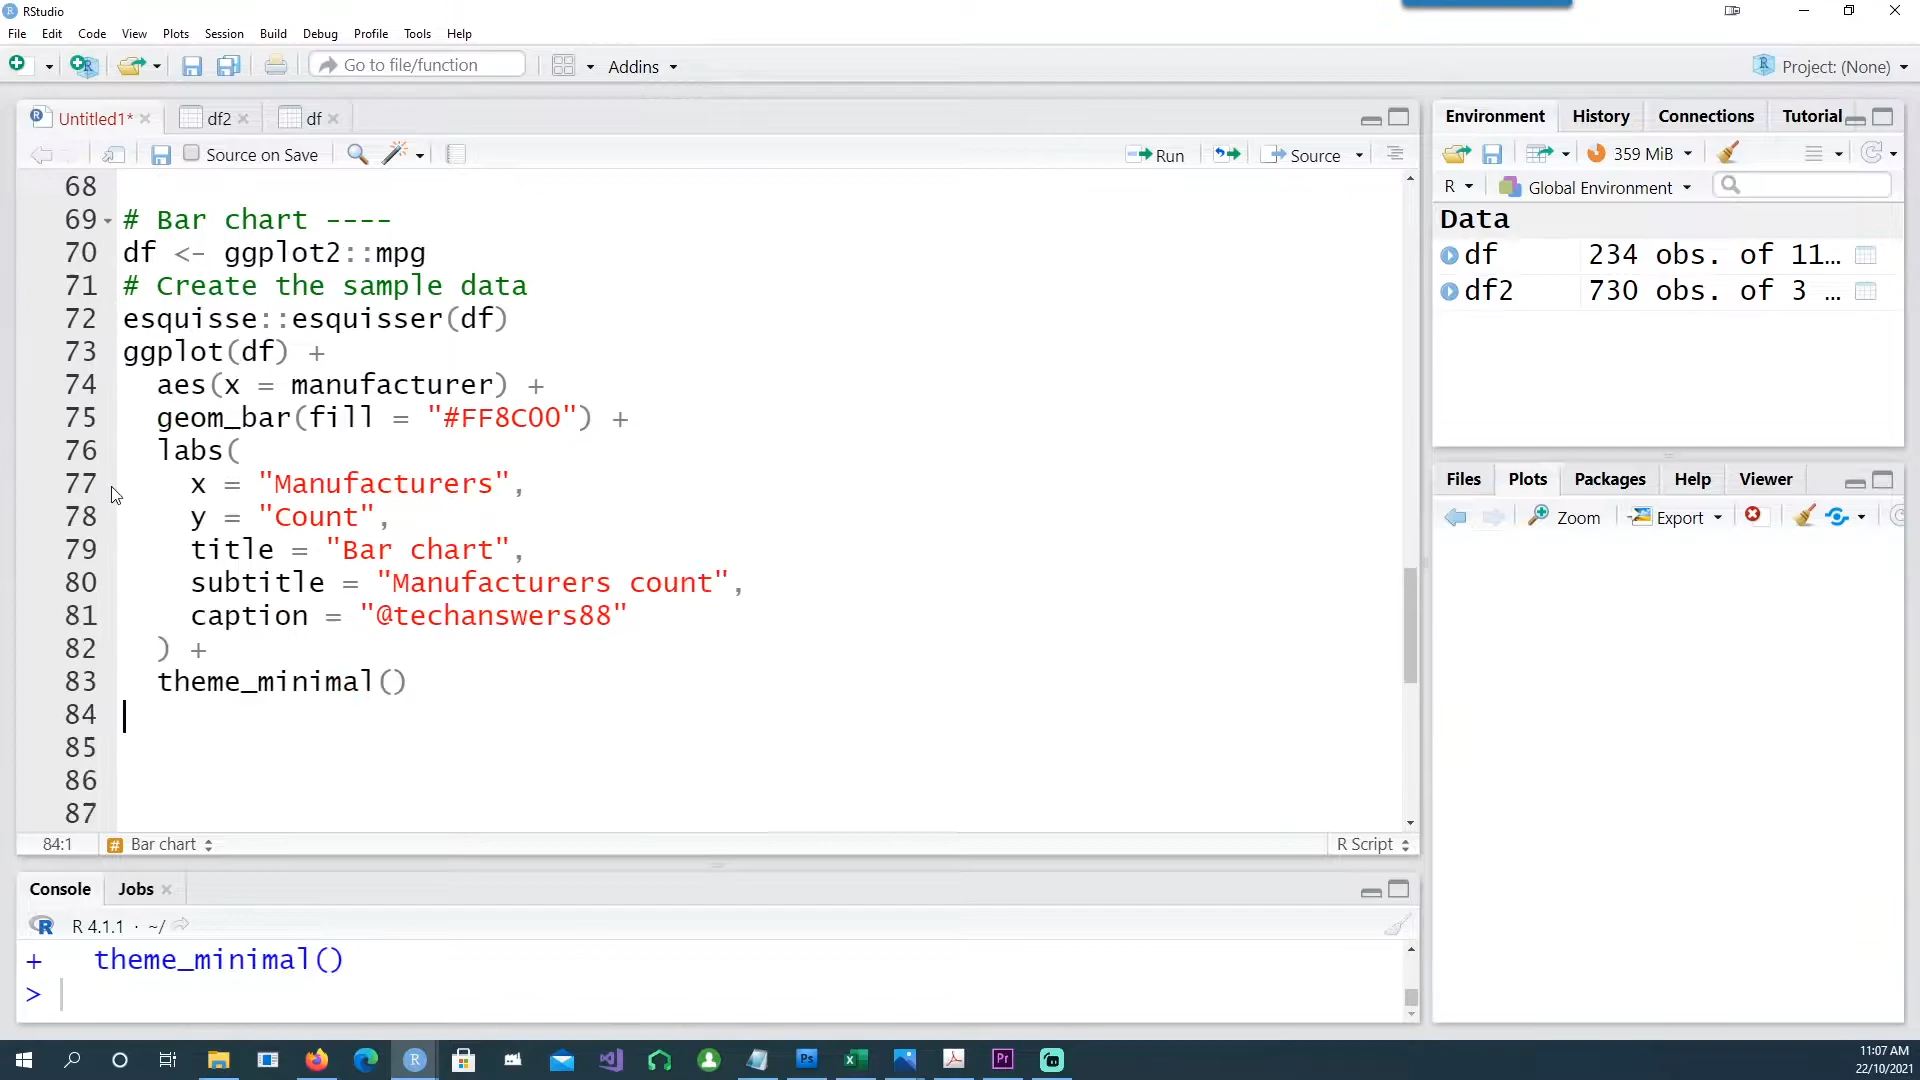 RStudio
File Edit Code View Plots Session Build Debug Profile Tools Help
Go to file/function Addins Project: (None)
Untitled1* df2 df
Source on Save Run Source
68
69 # Bar chart ----
70 df <- ggplot2::mpg
71 # Create the sample data
72 esquisse::esquisser(df)
73 ggplot(df) +
74 aes(x = manufacturer) +
75 geom_bar(fill = "#FF8C00") +
76 labs(
77 x = "Manufacturers",
78 y = "Count",
79 title = "Bar chart",
80 subtitle = "Manufacturers count",
81 caption = "@techanswers88"
82 ) +
83 theme_minimal()
84
85
86
87
84:1 # Bar chart R Script
Console Jobs
R 4.1.1 · ~/
+ theme_minimal()
>
Environment History Connections Tutorial
359 MiB
R Global Environment
Data
df 234 obs. of 11…
df2 730 obs. of 3 …
Files Plots Packages Help Viewer
Zoom Export
11:07 AM
22/10/2021